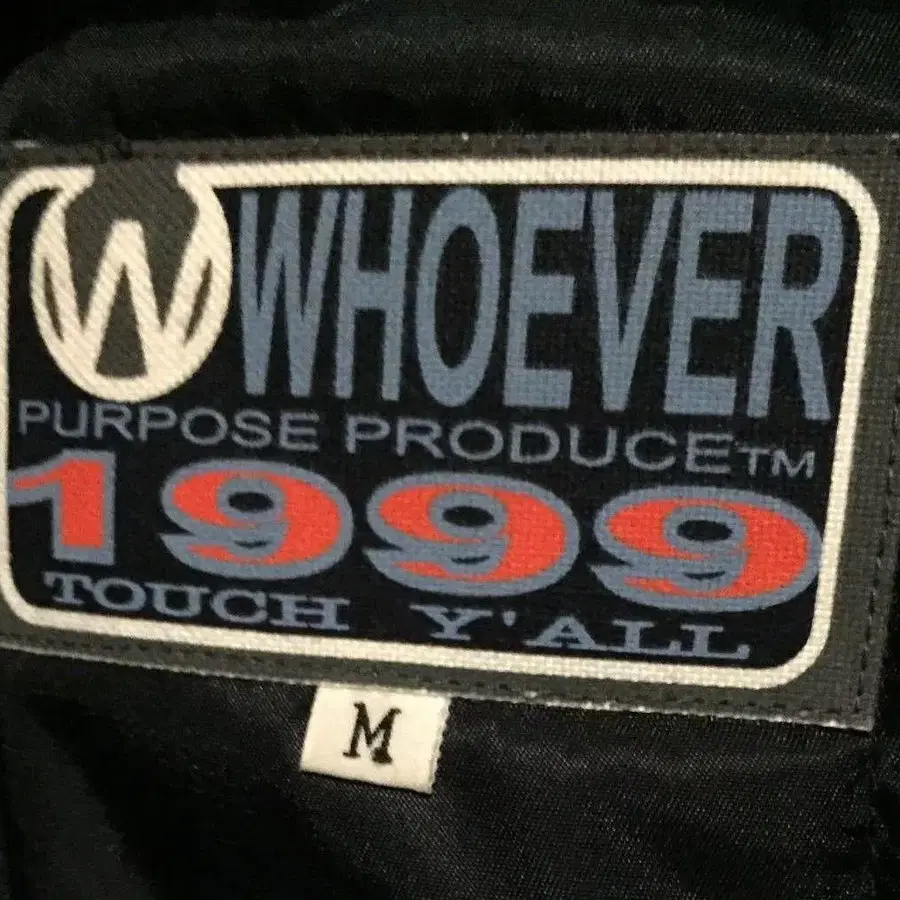 W WHOEVER
PURPOSE PRODUCE™
1999
TOUCH Y'ALL
M